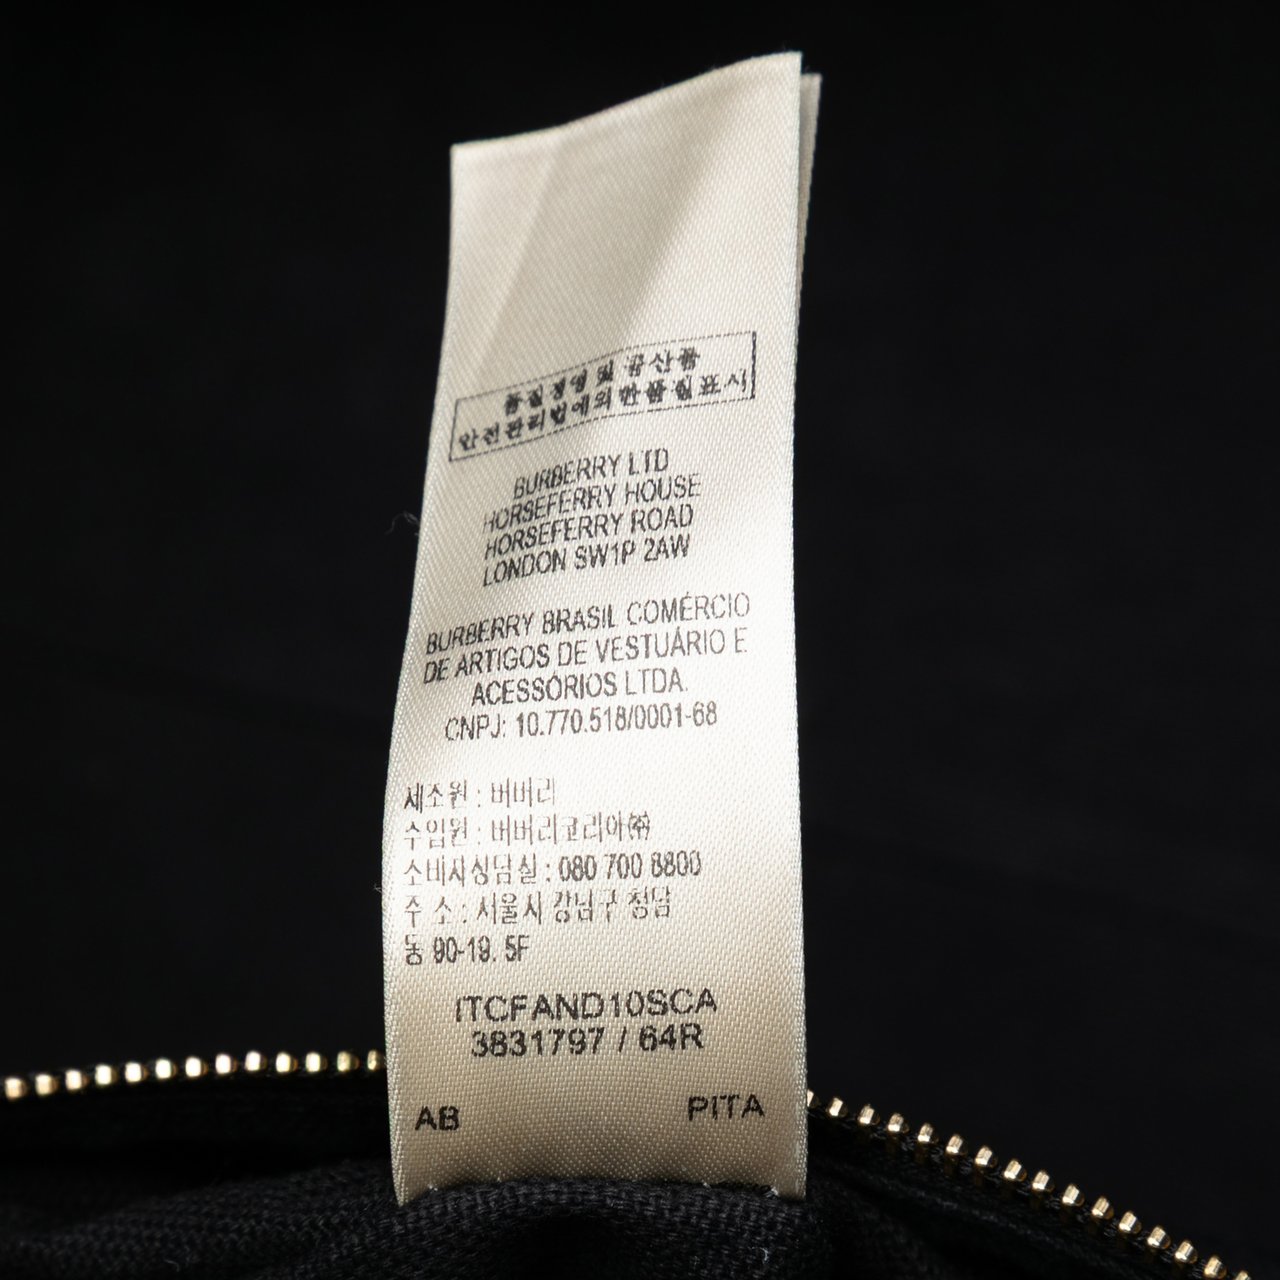 품질경영 및 공산품
안전관리법에의한품질표시
BURBERRY LTD
HORSEFERRY HOUSE
HORSEFERRY ROAD
LONDON SW1P 2AW
BURBERRY BRASIL COMÉRCIO
DE ARTIGOS DE VESTUÁRIO E
ACESSÓRIOS LTDA.
CNPJ: 10.770.518/0001-68
제조원 : 버버리
수입원 : 버버리코리아㈜
소비자상담실 : 080 700 8800
주 소 : 서울시 강남구 청담
동 90-19. 5F
ITCFAND10SCA
3831797 / 64R
AB PITA